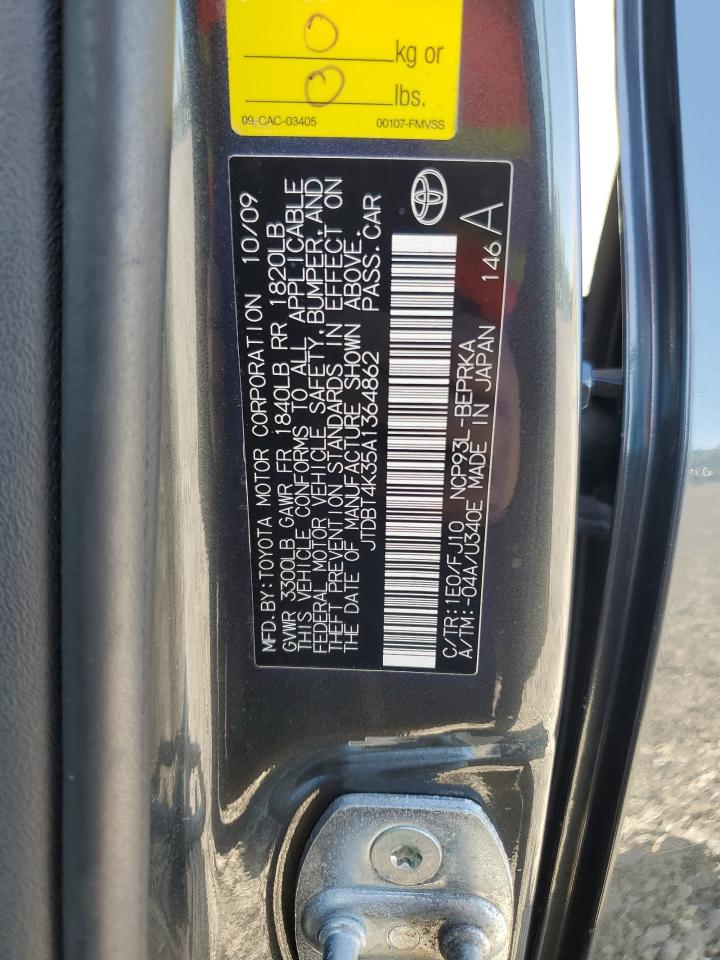 0 kg or
0 lbs.
09-CAC-03405 00107-FMVSS
MFD. BY: TOYOTA MOTOR CORPORATION 10/09
GVWR 3300LB GAWR FR 1840LB RR 1820LB
THIS VEHICLE CONFORMS TO ALL APPLICABLE
FEDERAL MOTOR VEHICLE SAFETY, BUMPER, AND
THEFT PREVENTION STANDARDS IN EFFECT ON
THE DATE OF MANUFACTURE SHOWN ABOVE.
JTDBT4K35A1364862 PASS. CAR
C/TR: 1E0/FJ10 NCP93L-BEPRKA
A/TM: -04A/U340E MADE IN JAPAN 146 A